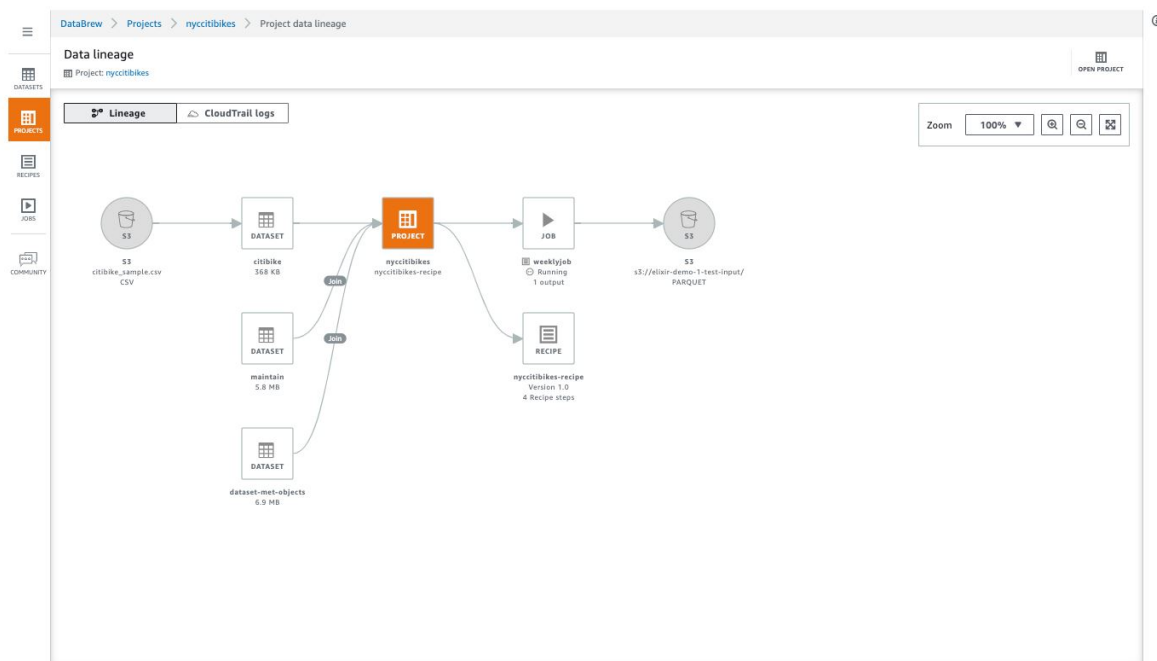 DataBrew > Projects > nyccitibikes > Project data lineage
Data lineage
Project: nyccitibikes
OPEN PROJECT
DATASETS
PROJECTS
RECIPES
JOBS
COMMUNITY
Lineage
CloudTrail logs
Zoom 100%
S3
S3
citibike_sample.csv
CSV
DATASET
citibike
368 KB
PROJECT
nyccitibikes
nyccitibikes-recipe
JOB
weeklyjob
Running
1 output
S3
S3
s3://elixir-demo-1-test-input/
PARQUET
Join
Join
DATASET
maintain
5.8 MB
RECIPE
nyccitibikes-recipe
Version 1.0
4 Recipe steps
DATASET
dataset-met-objects
6.9 MB